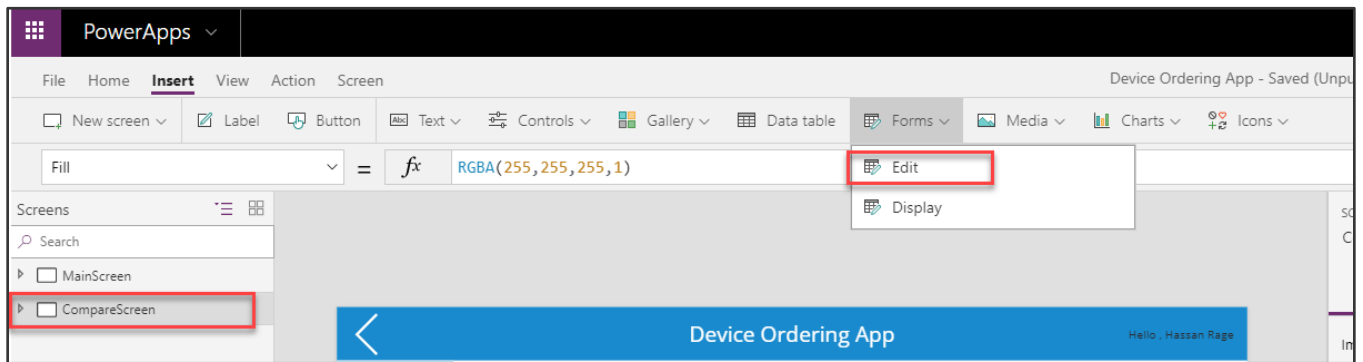 PowerApps
File Home Insert View Action Screen Device Ordering App - Saved (Unpu
New screen Label Button Abc Text Controls Gallery Data table Forms Media Charts Icons
Fill = fx RGBA(255,255,255,1) Edit
Screens Display
Search
MainScreen
CompareScreen
Device Ordering App Hello , Hassan Rage